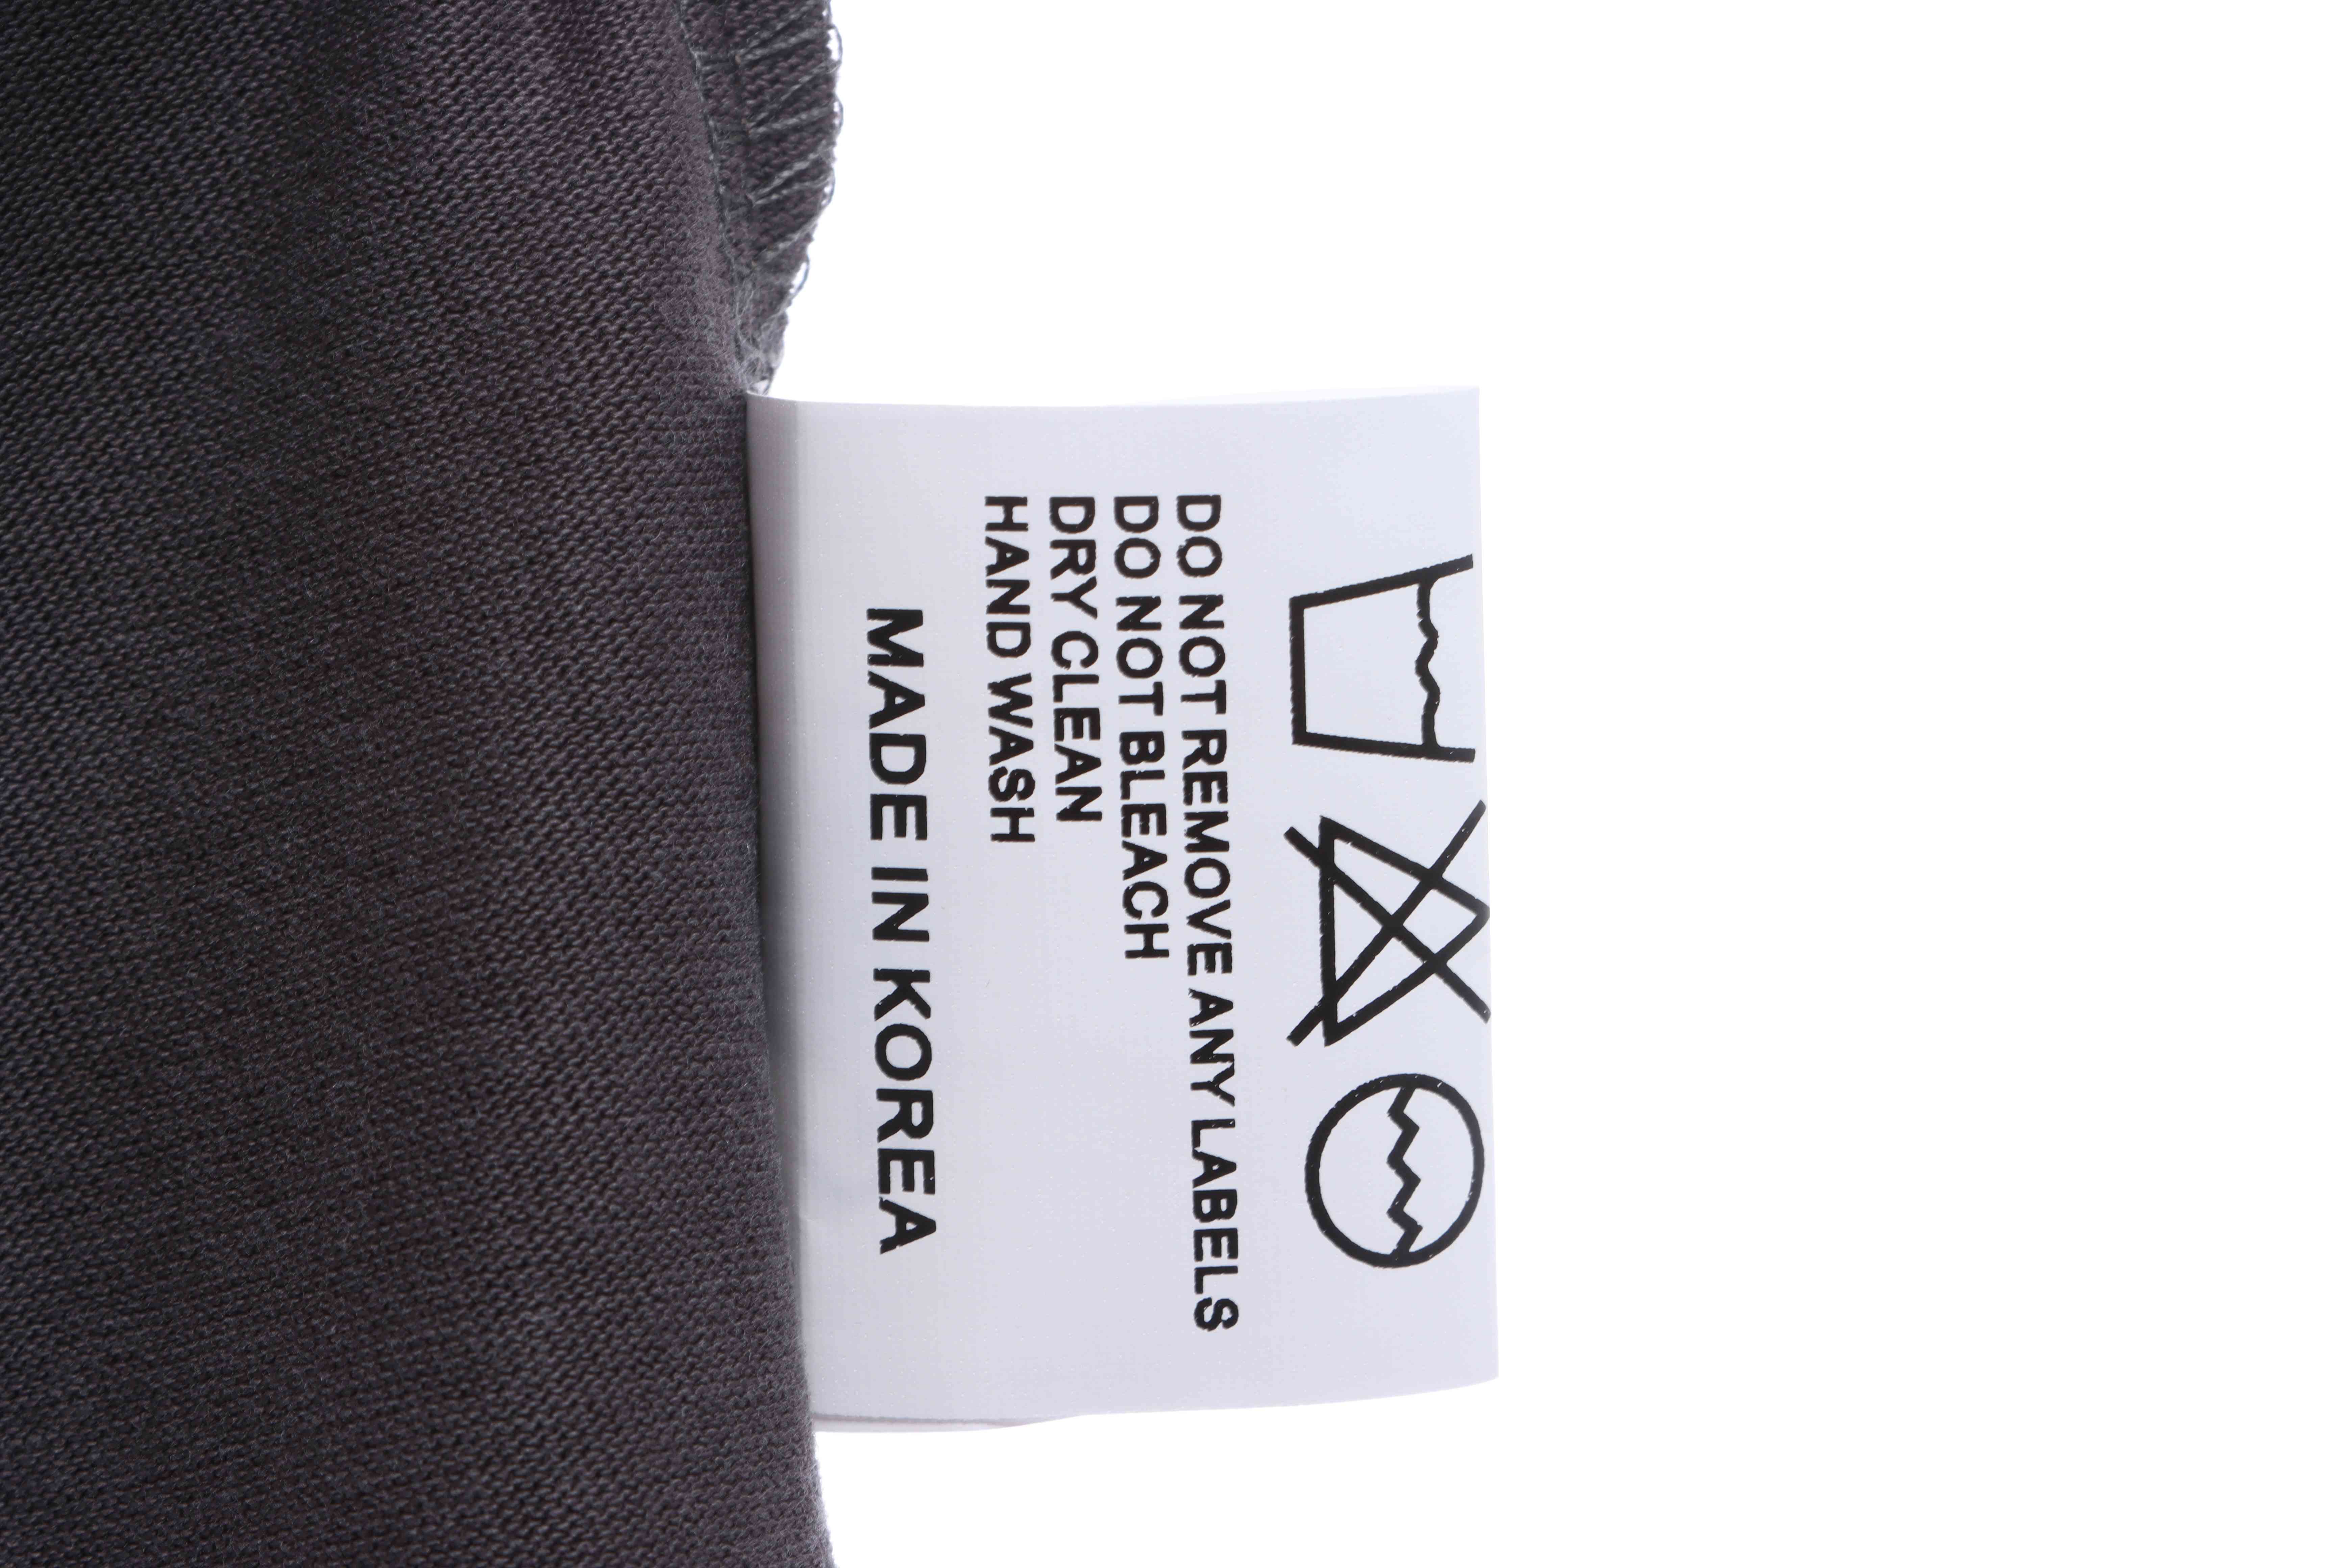 DO NOT REMOVE ANY LABELS
DO NOT BLEACH
DRY CLEAN
HAND WASH
MADE IN KOREA